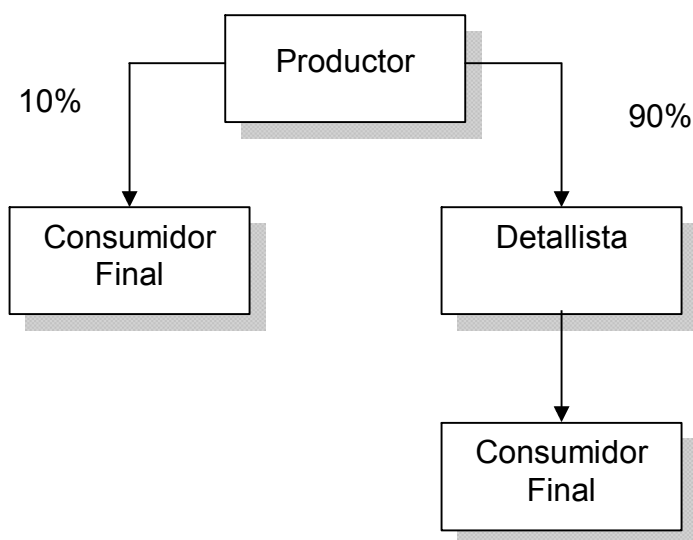 Productor
10%
90%
Consumidor
Final
Detallista
Consumidor
Final